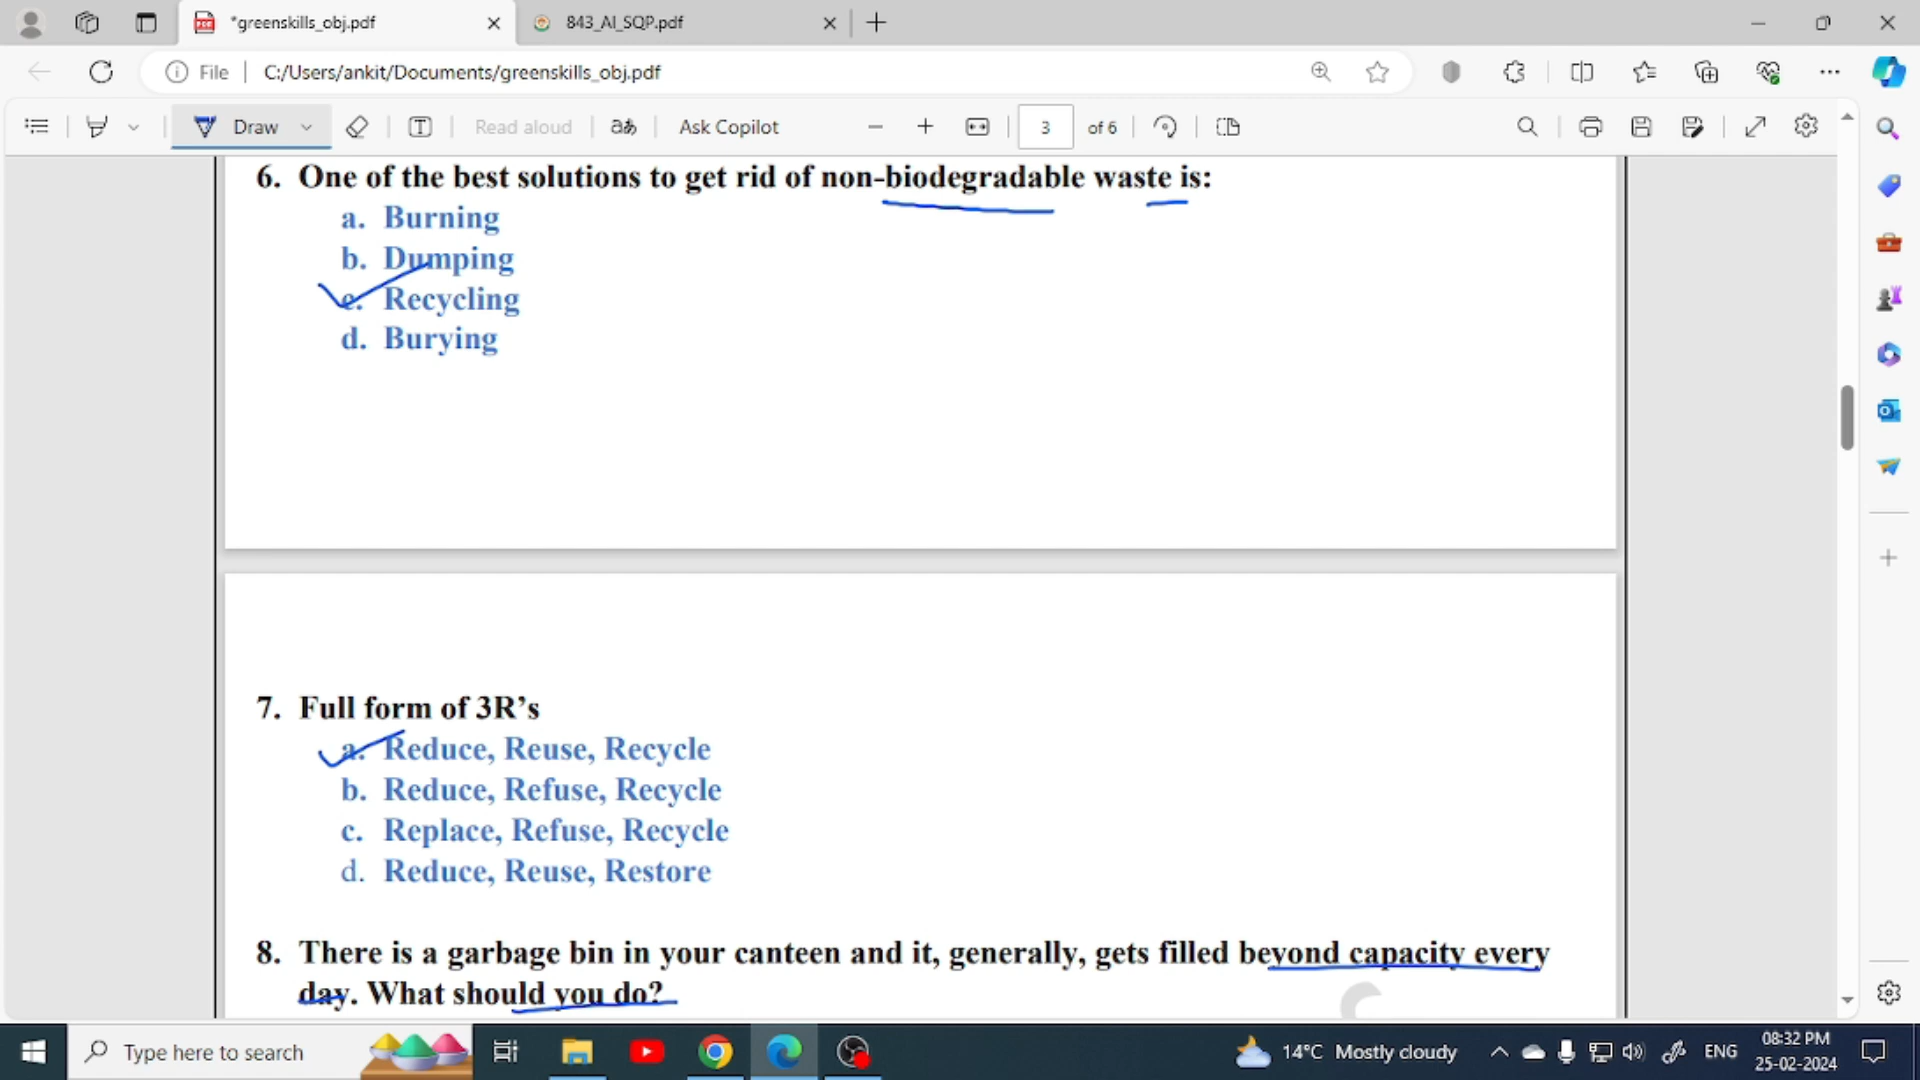 *greenskills_obj.pdf
843_AI_SQP.pdf
File
C:/Users/ankit/Documents/greenskills_obj.pdf
Draw
Read aloud
aあ
Ask Copilot
3
of 6
6. One of the best solutions to get rid of non-biodegradable waste is:
a. Burning
b. Dumping
c. Recycling
d. Burying
7. Full form of 3R’s
a. Reduce, Reuse, Recycle
b. Reduce, Refuse, Recycle
c. Replace, Refuse, Recycle
d. Reduce, Reuse, Restore
8. There is a garbage bin in your canteen and it, generally, gets filled beyond capacity every
day. What should you do?
Type here to search
14°C Mostly cloudy
ENG
08:32 PM
25-02-2024